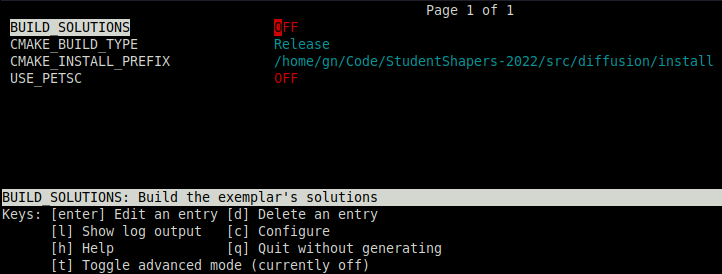 Page 1 of 1
BUILD_SOLUTIONS OFF
CMAKE_BUILD_TYPE Release
CMAKE_INSTALL_PREFIX /home/gn/Code/StudentShapers-2022/src/diffusion/install
USE_PETSC OFF
BUILD_SOLUTIONS: Build the exemplar's solutions
Keys: [enter] Edit an entry [d] Delete an entry
[l] Show log output [c] Configure
[h] Help [q] Quit without generating
[t] Toggle advanced mode (currently off)